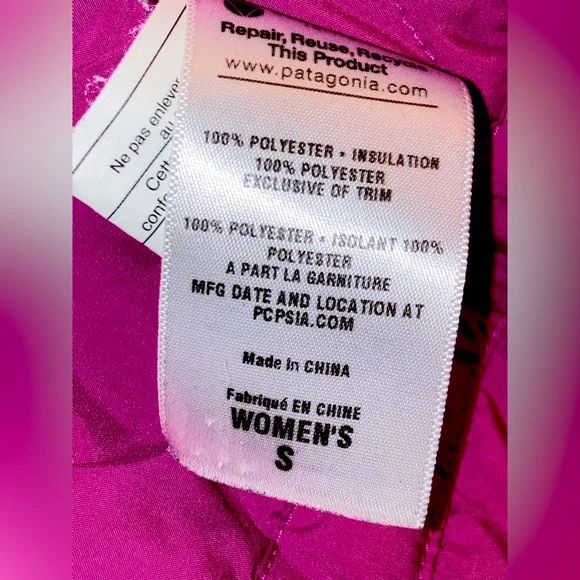 Repair, Reuse, Recycle
This Product
www.patagonia.com
100% POLYESTER • INSULATION
100% POLYESTER
EXCLUSIVE OF TRIM
100% POLYESTER • ISOLANT 100%
POLYESTER
A PART LA GARNITURE
MFG DATE AND LOCATION AT
PCPSIA.COM
Made in CHINA
Fabriqué EN CHINE
WOMEN'S
S
Ne pas enlever
au